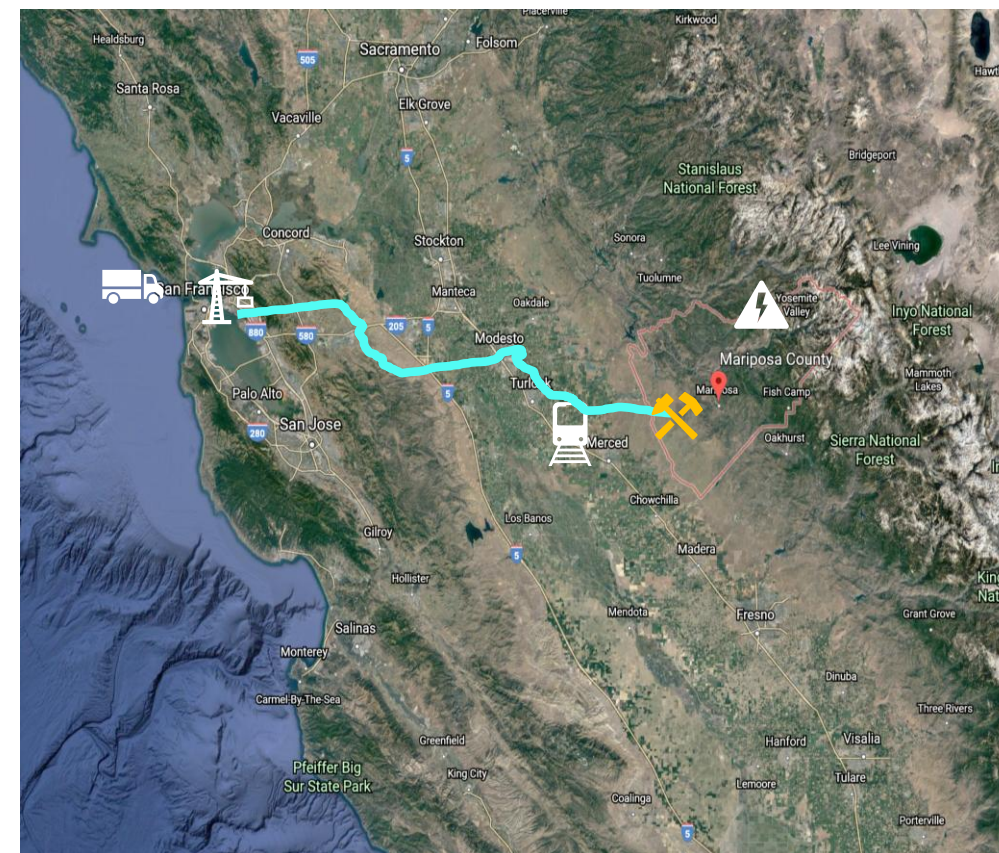 Placerville
Kirkwood
Healdsburg
Sacramento
Folsom
505
Santa Rosa
Elk Grove
Vacaville
5
Bridgeport
Stanislaus
National Forest
Concord
Stockton
Sonora
Lee Vining
Tuolumne
San Francisco
Manteca
Oakdale
Yosemite
Valley
Inyo National
Forest
880
580
205
5
Modesto
Mariposa County
Mammoth
Lakes
Palo Alto
5
Turlock
Mariposa
Fish Camp
280
San Jose
Merced
Oakhurst
Sierra National
Forest
Chowchilla
Los Banos
Gilroy
5
Madera
Hollister
Mendota
Fresno
Grant Grove
Salinas
Monterey
Dinuba
Carmel-By-The-Sea
Three Rivers
Greenfield
Hanford
Visalia
Pfeiffer Big
Sur State Park
King City
Lemoore
Tulare
Coalinga
5
Porterville